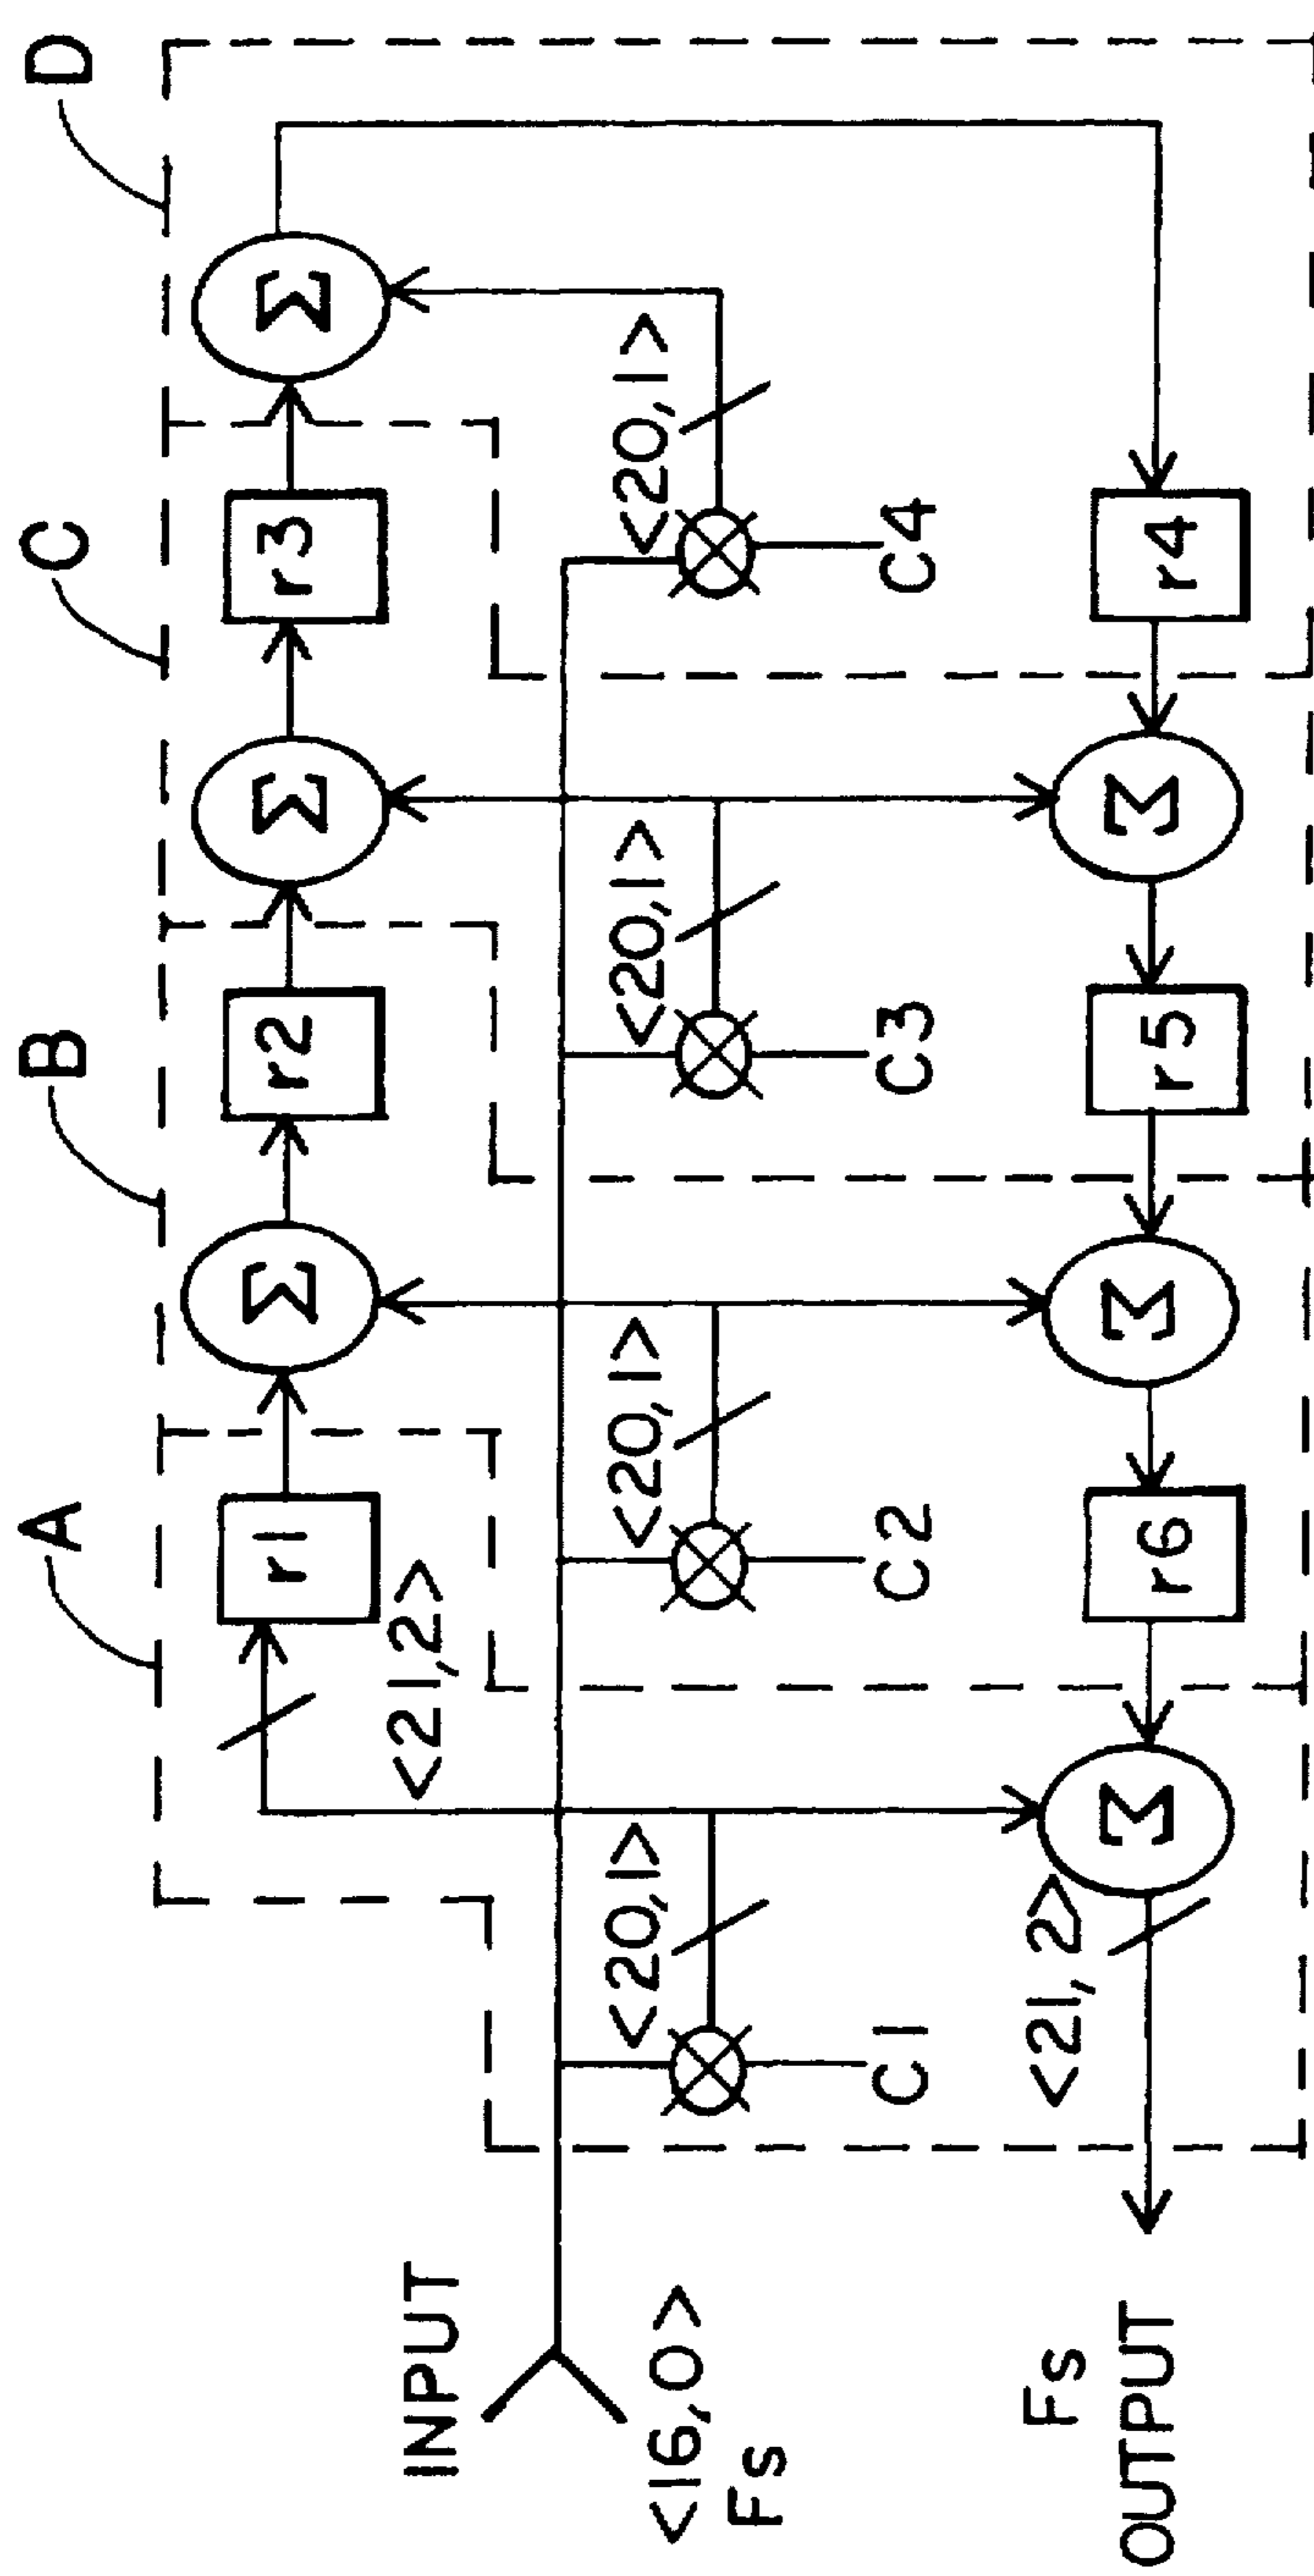 A
B
C
D
r1
Σ
r2
Σ
r3
Σ
INPUT
<21,2>
<20,1>
<20,1>
<20,1>
<20,1>
<16,0>
Fs
C1
C2
C3
C4
Fs
<21,2>
OUTPUT
Σ
r6
Σ
r5
Σ
r4